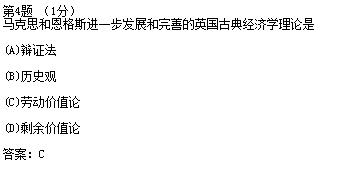 第4题 （1分）
马克思和恩格斯进一步发展和完善的英国古典经济学理论是
(A)辩证法
(B)历史观
(C)劳动价值论
(D)剩余价值论
答案：C